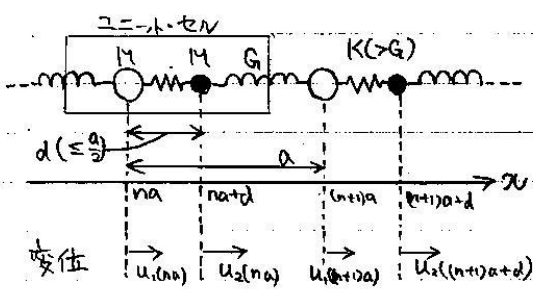 ユニット・セル
M M G K(>G)
d(≤a/2) a
na na+d (n+1)a (n+1)a+d x
変位 u₁(na) u₂(na) u₁(n+1)a) u₂((n+1)a+d)